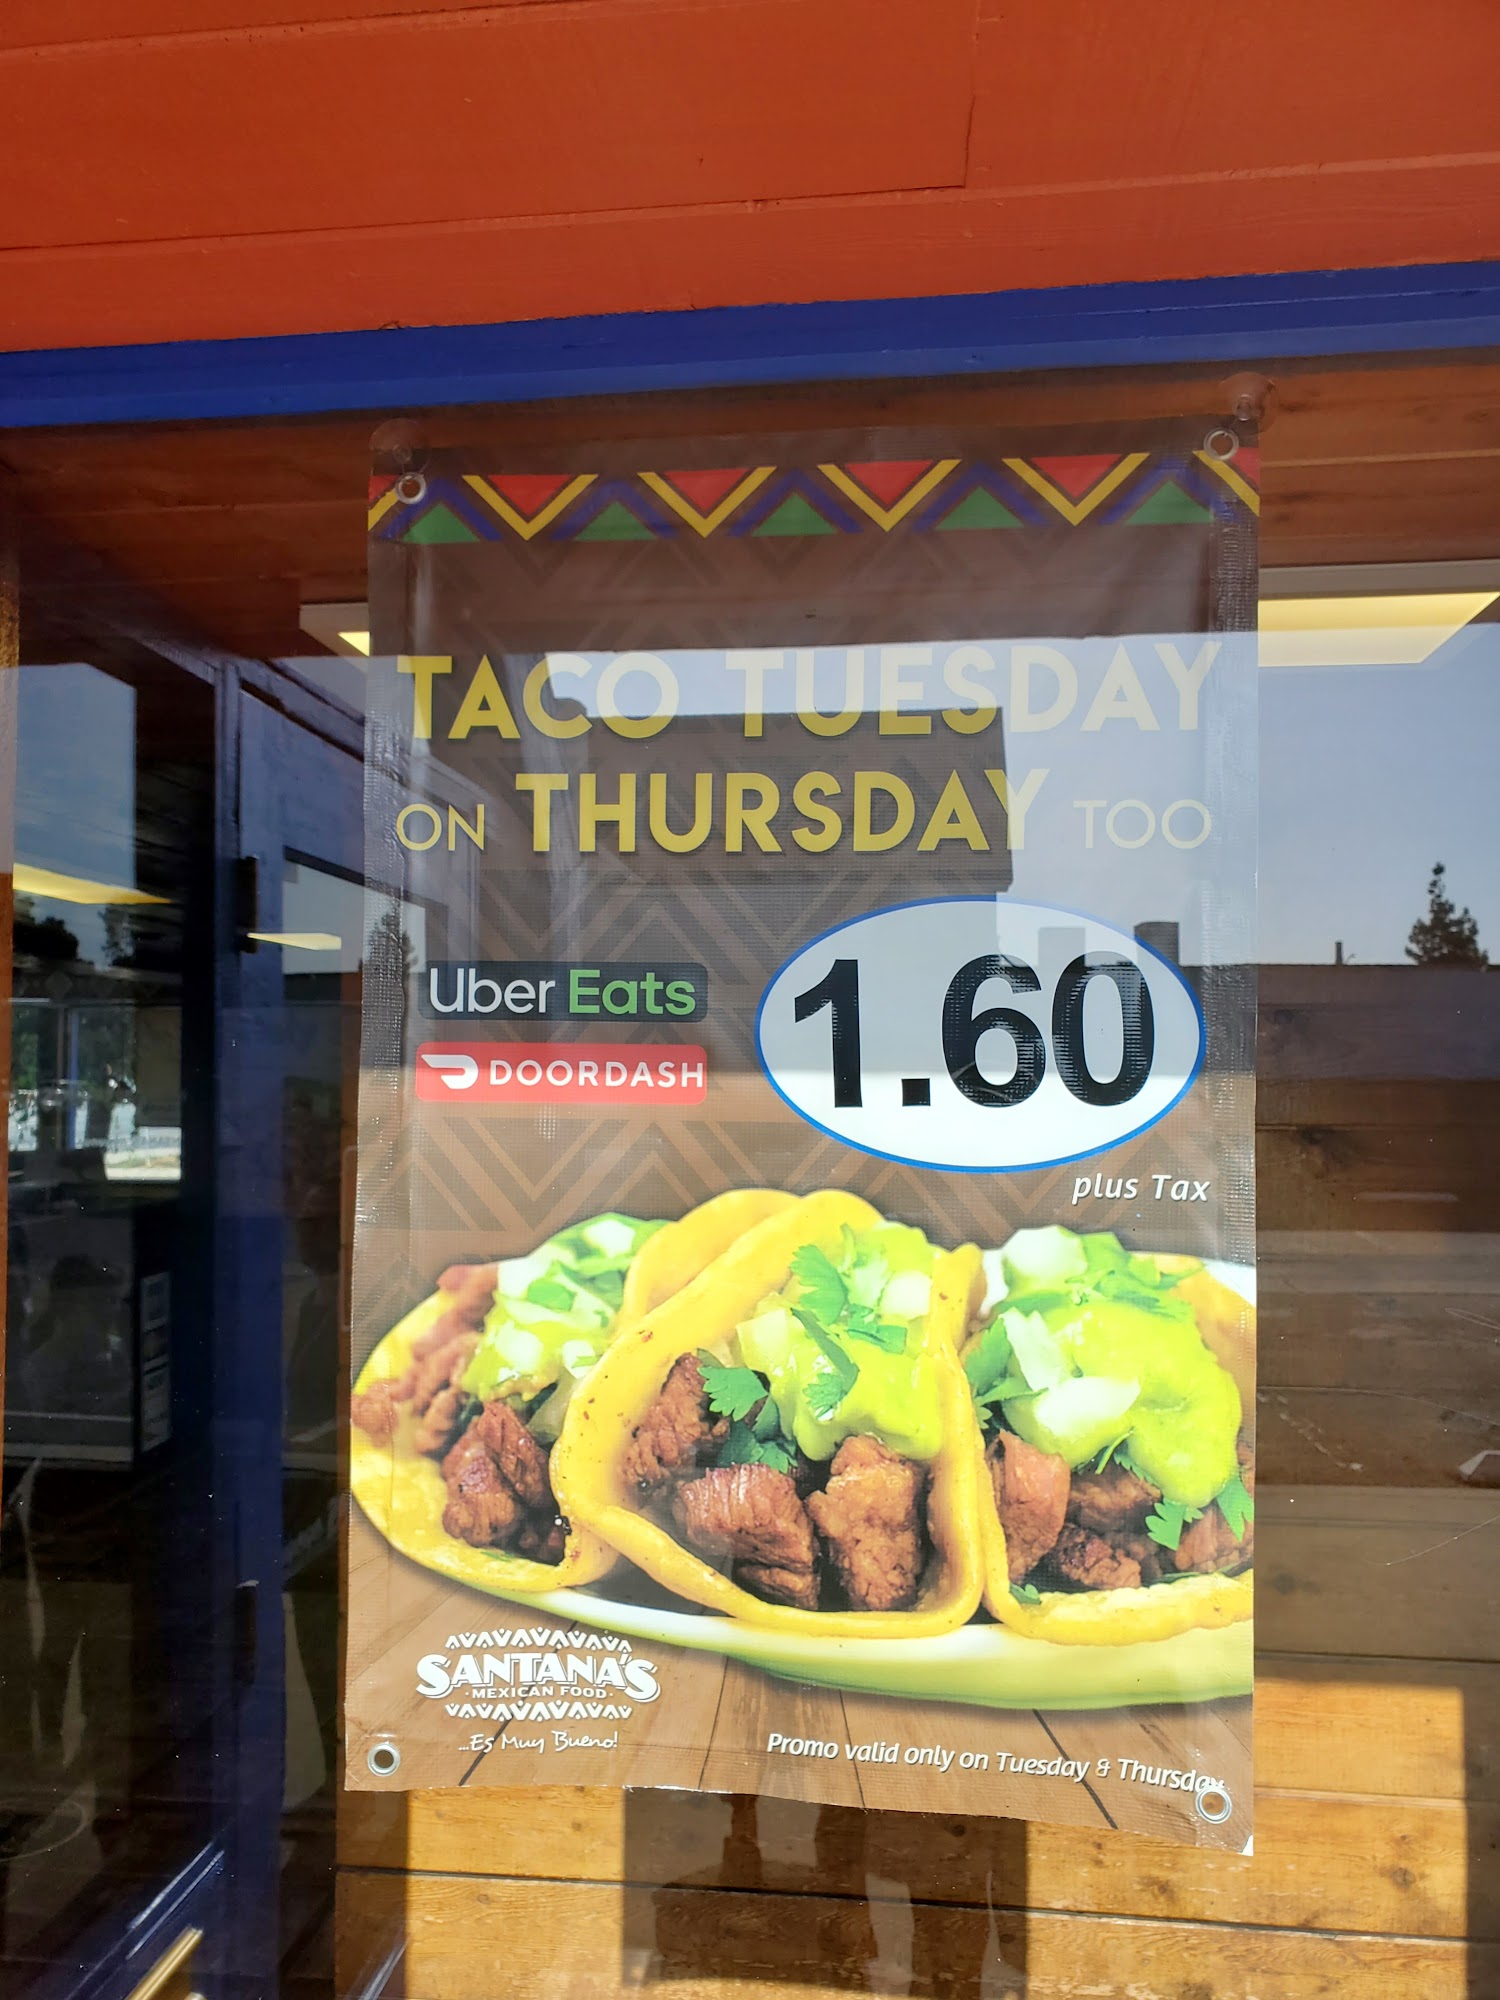 TACO TUESDAY
ON THURSDAY TOO
Uber Eats
DOORDASH
1.60
plus Tax
SANTANA'S
·MEXICAN FOOD·
...Es Muy Bueno!
Promo valid only on Tuesday & Thursday